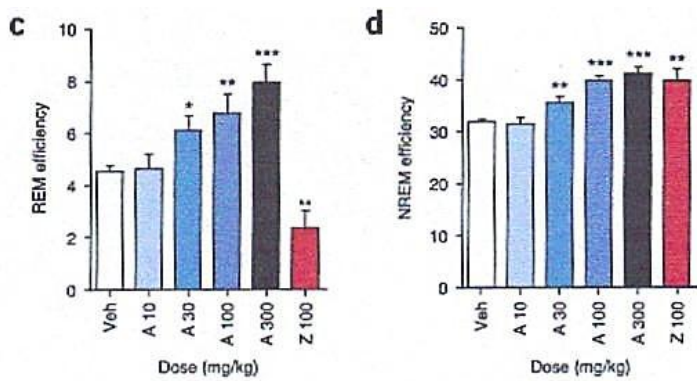 c
REM efficiency
10
8
6
4
2
0
*
**
***
**
Veh
A 10
A 30
A 100
A 300
Z 100
Dose (mg/kg)
d
NREM efficiency
50
40
30
20
10
0
**
***
***
**
Veh
A 10
A 30
A 100
A 300
Z 100
Dose (mg/kg)